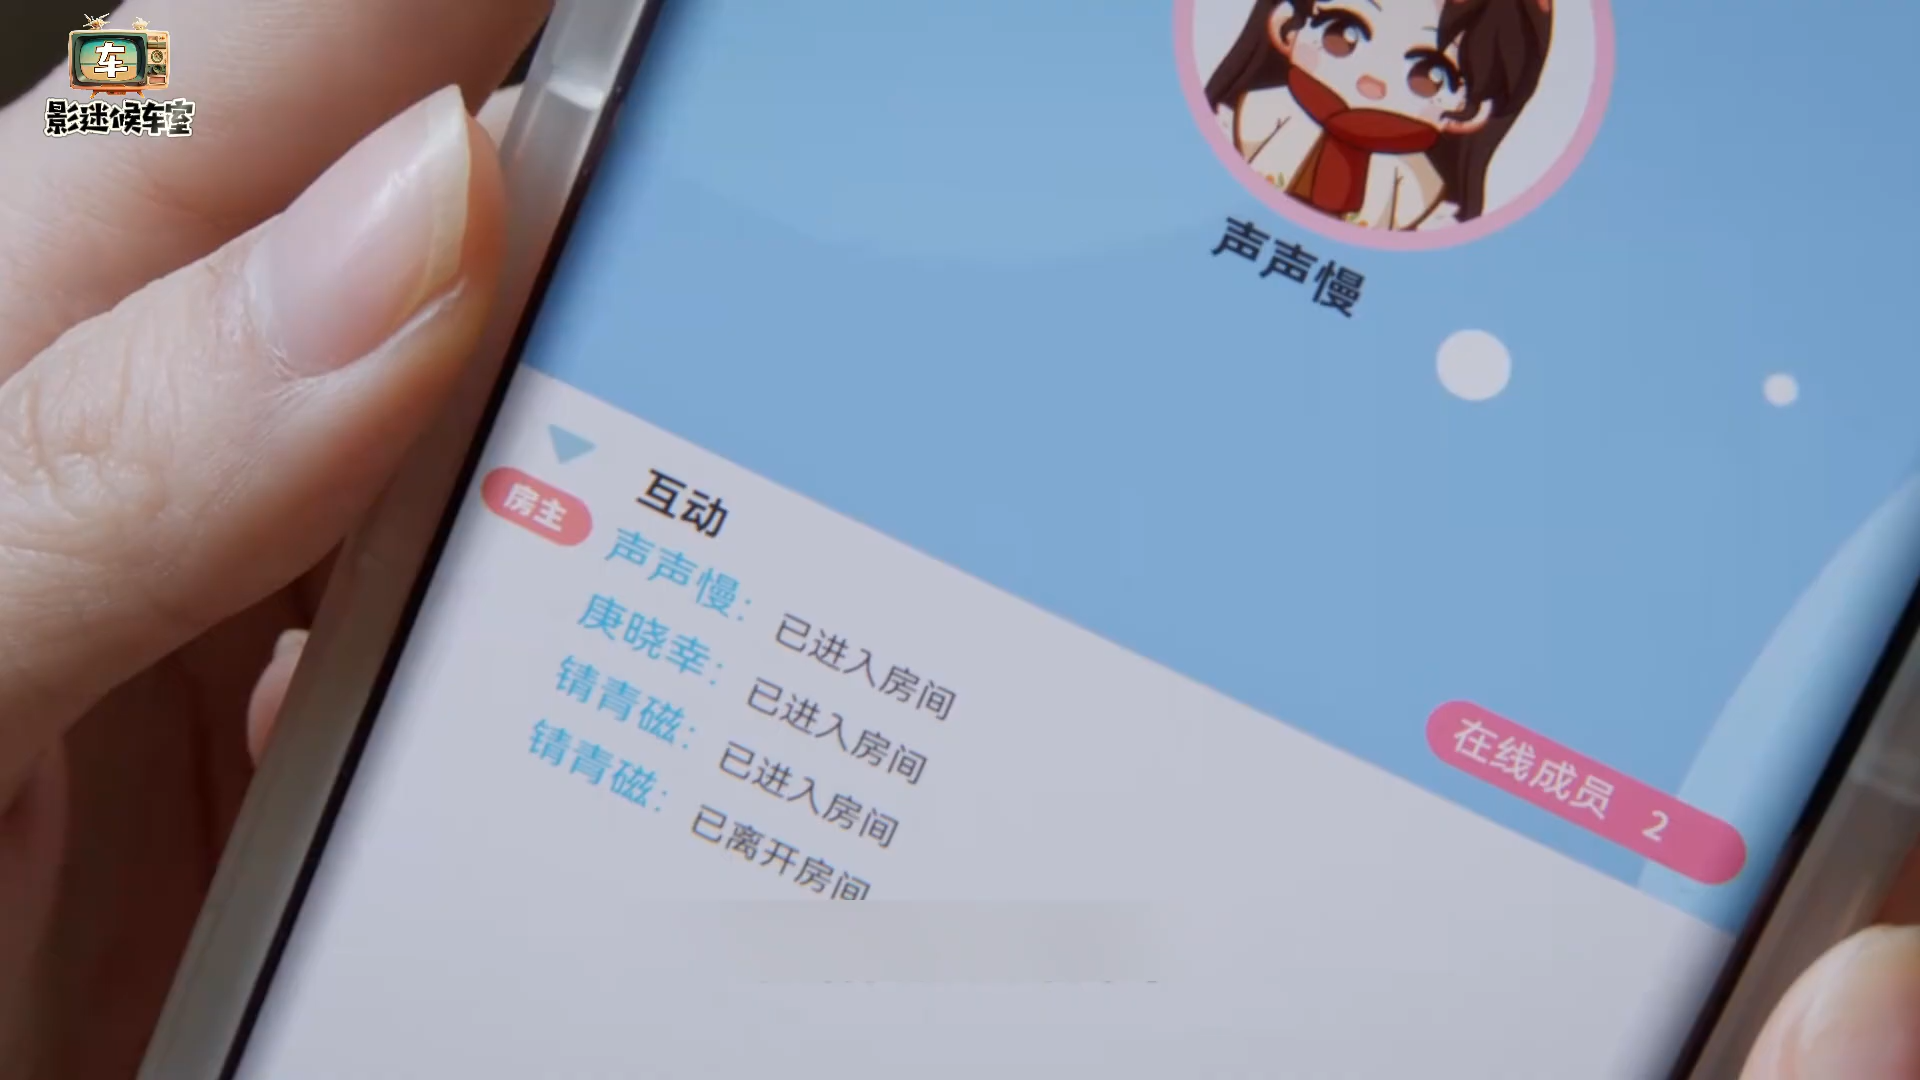 车
影迷候车室
声声慢
互动
房主
声声慢：已进入房间
庚晓幸：已进入房间
锖青磁：已进入房间
锖青磁：已离开房间
在线成员 2